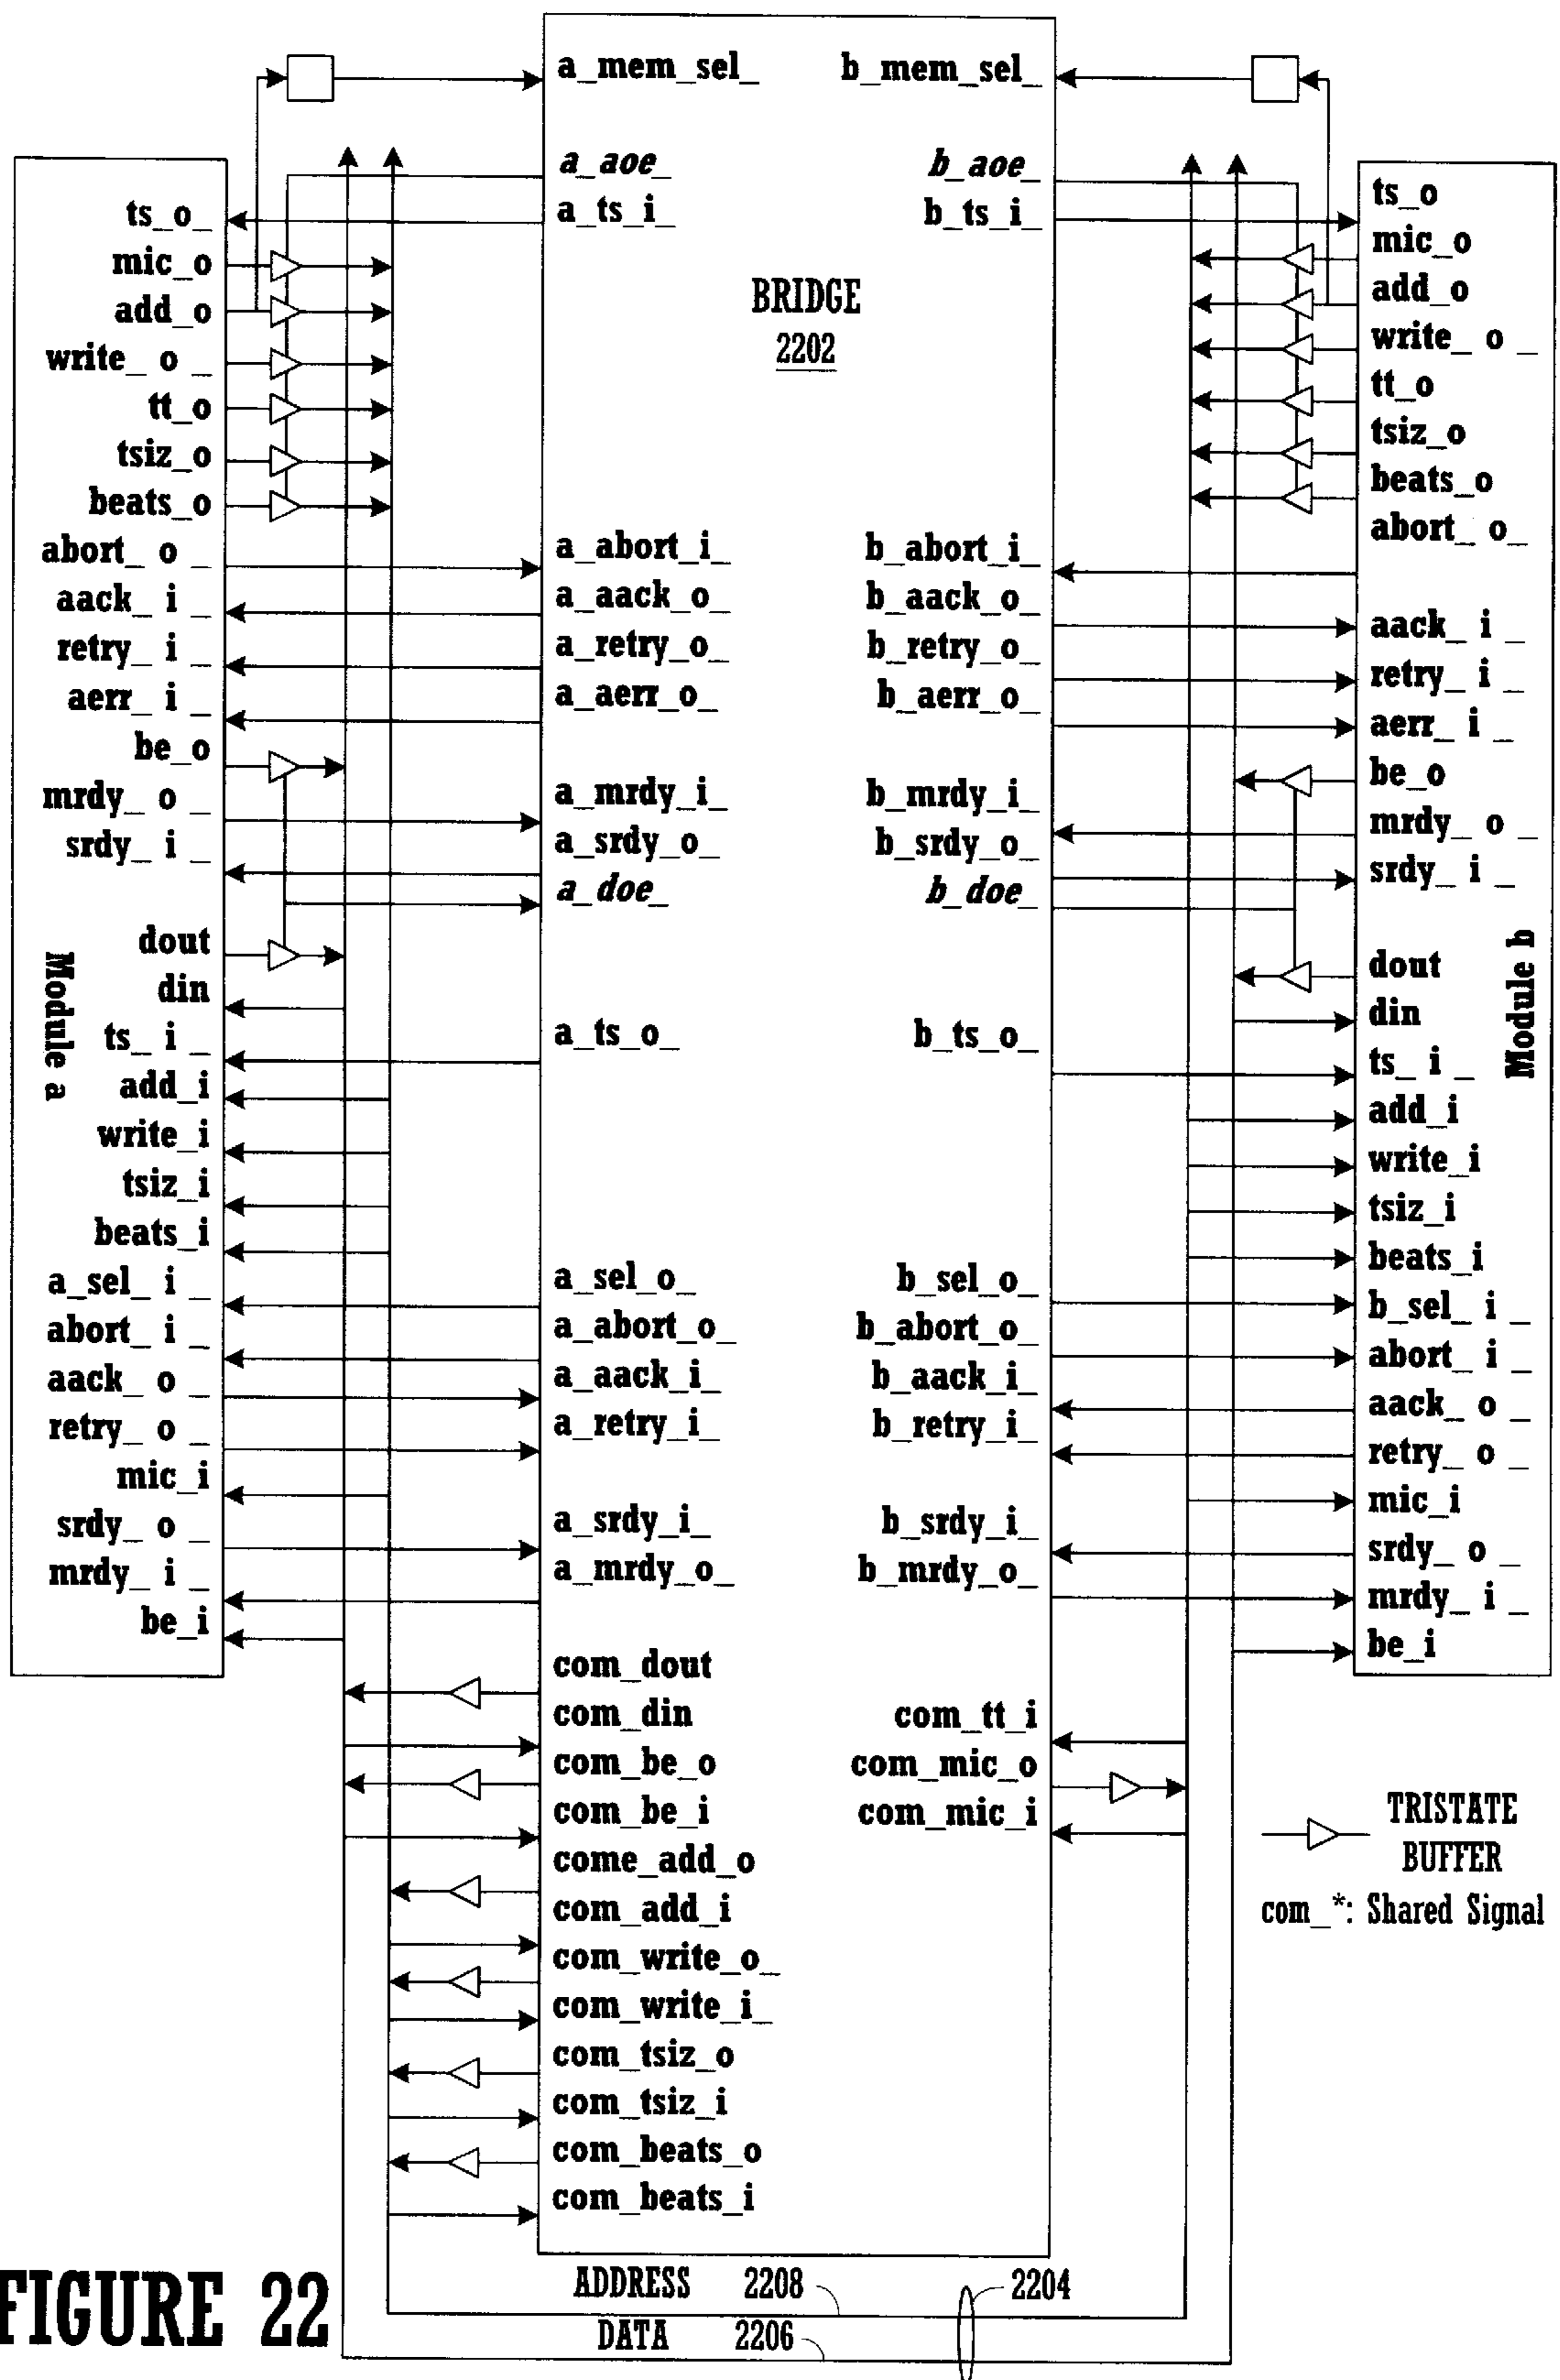 a_mem_sel_
b_mem_sel_
a_aoe_
b_aoe_
a_ts_i_
b_ts_i_
BRIDGE
2202
a_abort_i_
b_abort_i_
a_aack_o_
b_aack_o_
a_retry_o_
b_retry_o_
a_aerr_o_
b_aerr_o_
a_mrdy_i_
b_mrdy_i_
a_srdy_o_
b_srdy_o_
a_doe_
b_doe_
a_ts_o_
b_ts_o_
a_sel_o_
b_sel_o_
a_abort_o_
b_abort_o_
a_aack_i_
b_aack_i_
a_retry_i_
b_retry_i_
a_srdy_i_
b_srdy_i_
a_mrdy_o_
b_mrdy_o_
com_dout
com_din
com_tt_i
com_be_o
com_mic_o
com_be_i
com_mic_i
come_add_o
com_add_i
com_write_o_
com_write_i_
com_tsiz_o
com_tsiz_i
com_beats_o
com_beats_i
ts_o_
mic_o
add_o
write_ o _
tt_o
tsiz_o
beats_o
abort_ o _
aack_ i _
retry_ i _
aerr_ i _
be_o
mrdy_ o _
srdy_ i _
dout
din
ts_ i _
add_i
write_i
tsiz_i
beats_i
a_sel_ i _
abort_ i _
aack_ o _
retry_ o _
mic_i
srdy_ o _
mrdy_ i _
be_i
Module a
ts_o
mic_o
add_o
write_ o _
tt_o
tsiz_o
beats_o
abort_ o_
aack_ i _
retry_ i _
aerr_ i _
be_o
mrdy_ o _
srdy_ i _
dout
din
ts_ i _
add_i
write_i
tsiz_i
beats_i
b_sel_ i _
abort_ i _
aack_ o _
retry_ o _
mic_i
srdy_ o _
mrdy_ i _
be_i
Module b
TRISTATE
BUFFER
com_*: Shared Signal
ADDRESS 2208
2204
DATA 2206
FIGURE 22